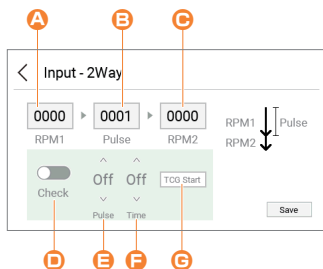 A B C
Input - 2Way
0000 0001 0000
RPM1 Pulse RPM2
RPM1 Pulse
RPM2
Off Off TCG Start
Check
Pulse Time
Save
D E F G